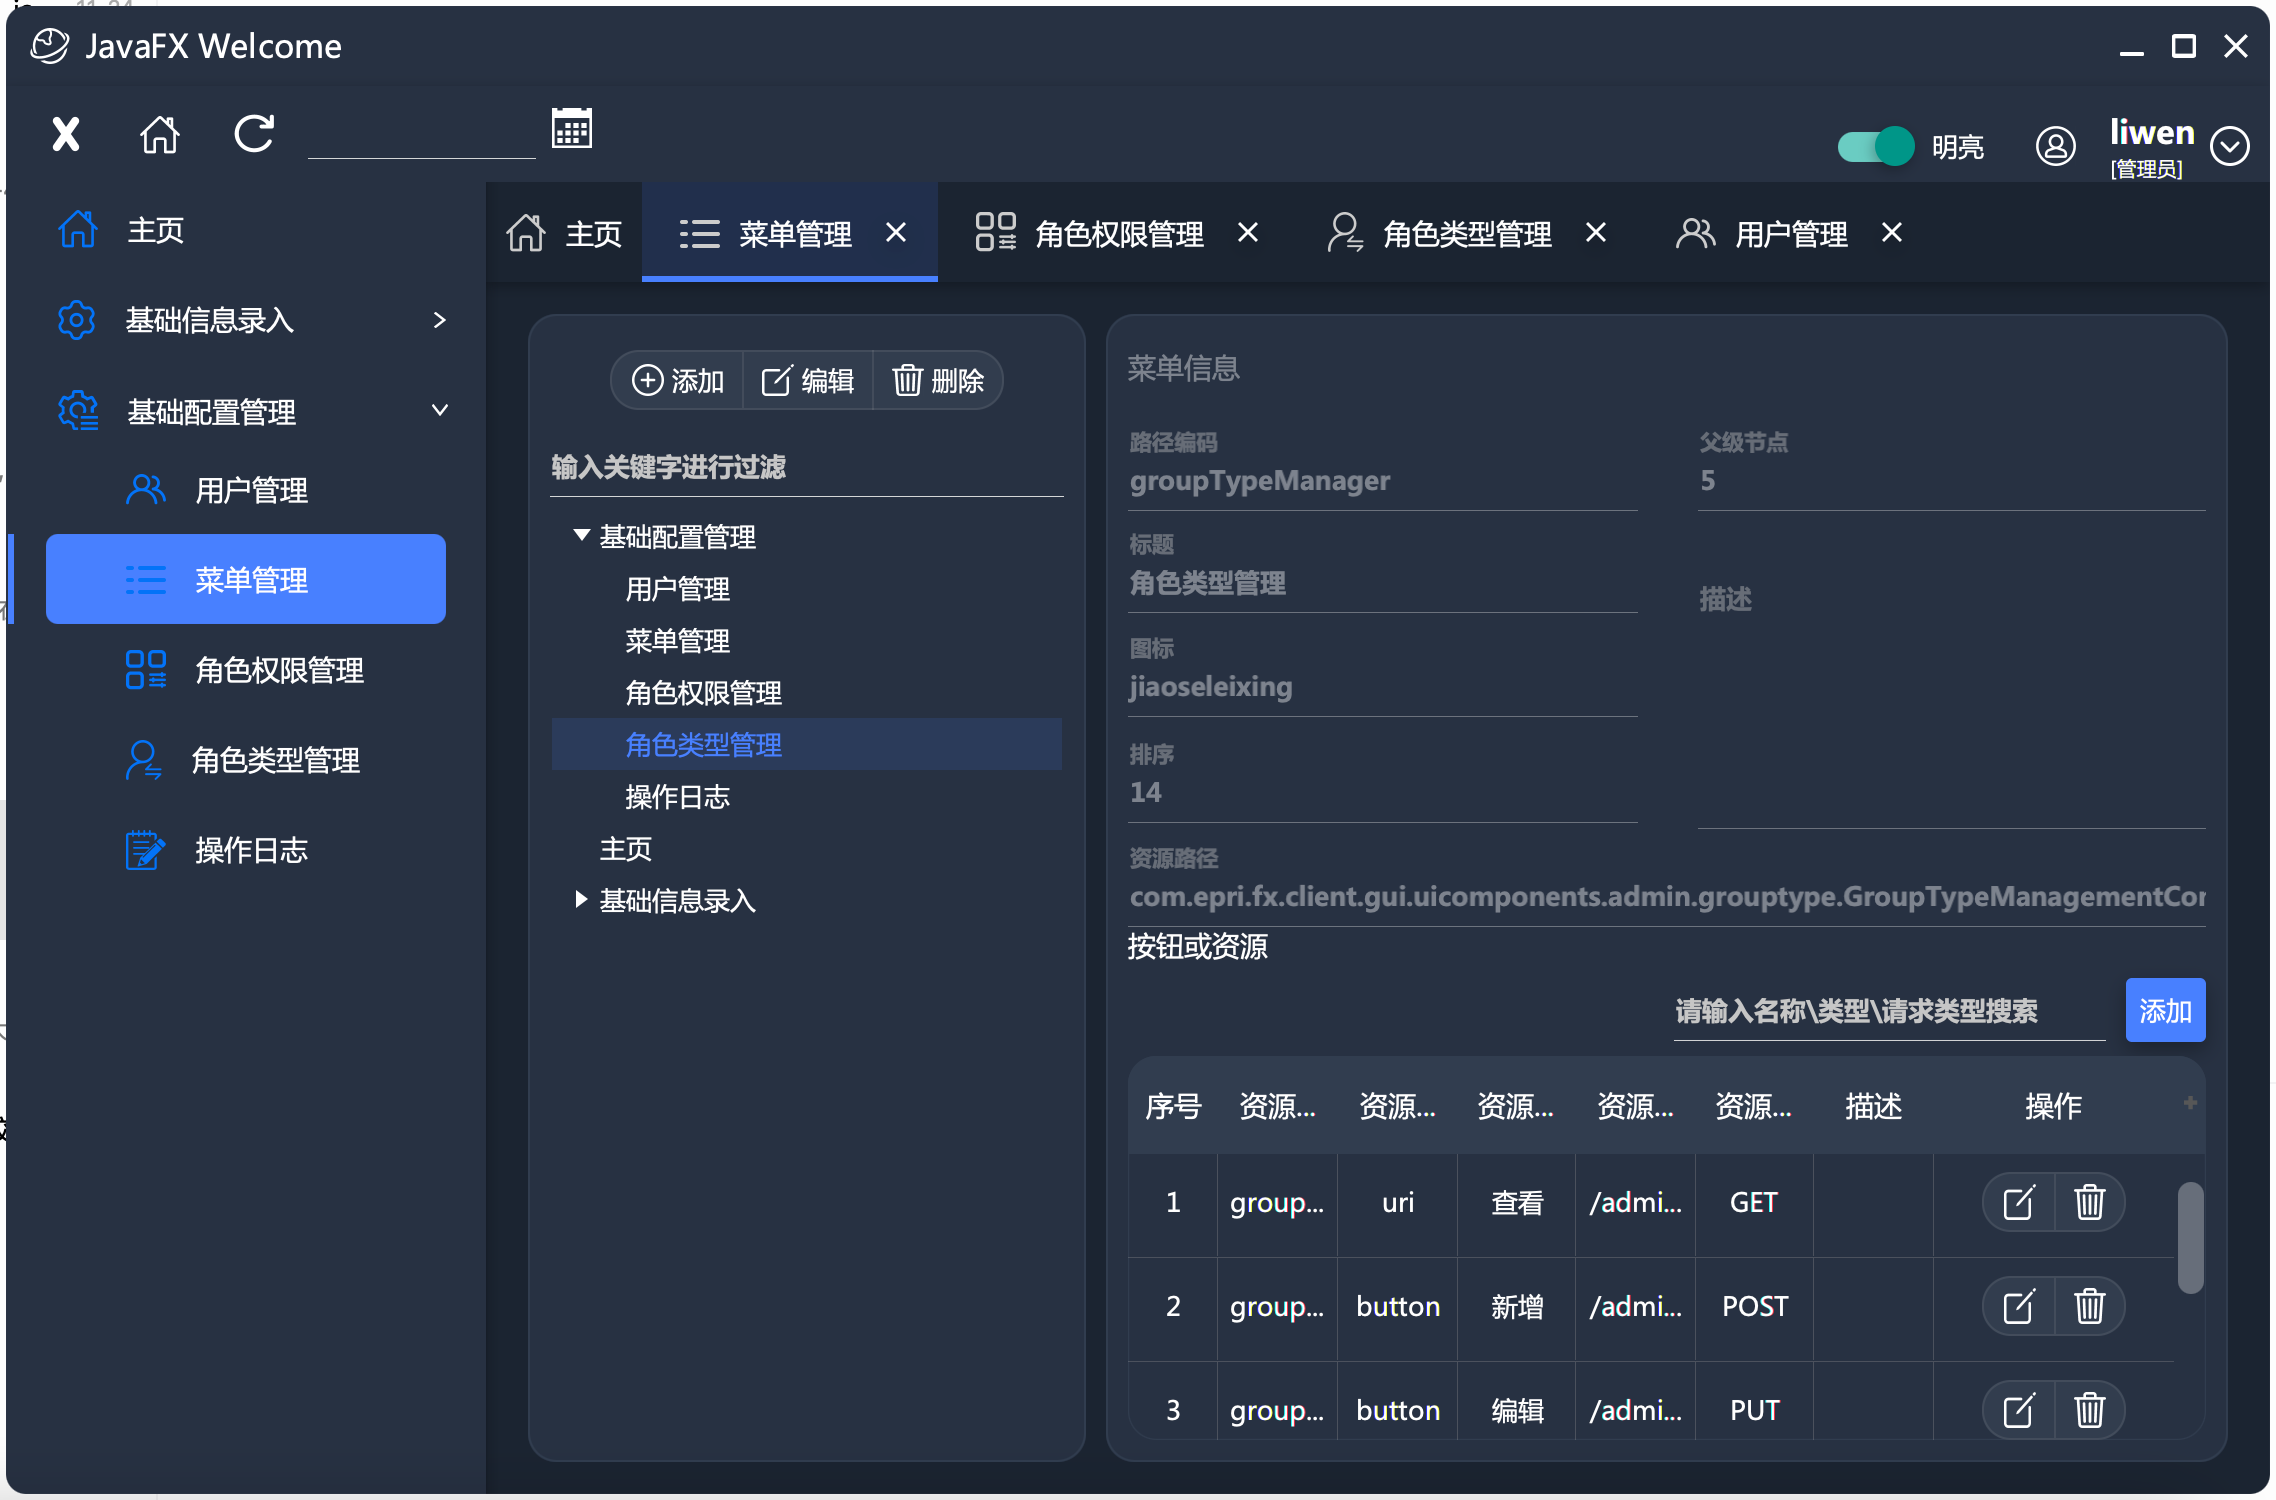 JavaFX Welcome
明亮
liwen
[管理员]
主页
基础信息录入
基础配置管理
用户管理
菜单管理
角色权限管理
角色类型管理
操作日志
主页 菜单管理 角色权限管理 角色类型管理 用户管理
添加 编辑 删除
输入关键字进行过滤
基础配置管理
用户管理
菜单管理
角色权限管理
角色类型管理
操作日志
主页
基础信息录入
菜单信息
路径编码
groupTypeManager
父级节点
5
标题
角色类型管理
描述
图标
jiaoseleixing
排序
14
资源路径
com.epri.fx.client.gui.uicomponents.admin.grouptype.GroupTypeManagementCor
按钮或资源
请输入名称\类型\请求类型搜索 添加
序号 资源... 资源... 资源... 资源... 资源... 描述 操作
1 group... uri 查看 /admi... GET
2 group... button 新增 /admi... POST
3 group... button 编辑 /admi... PUT